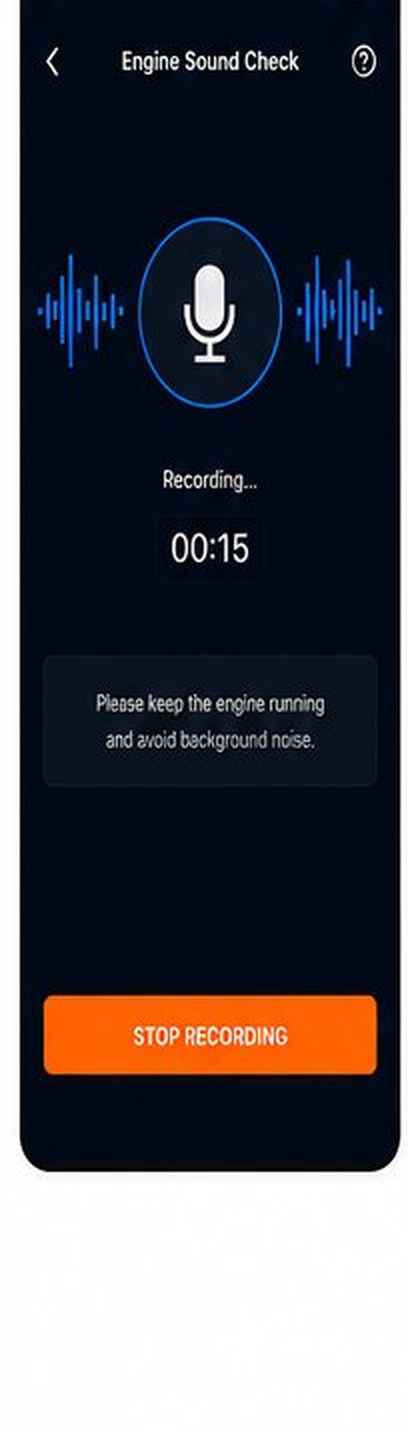 Engine Sound Check
Recording...
00:15
Please keep the engine running
and avoid background noise.
STOP RECORDING